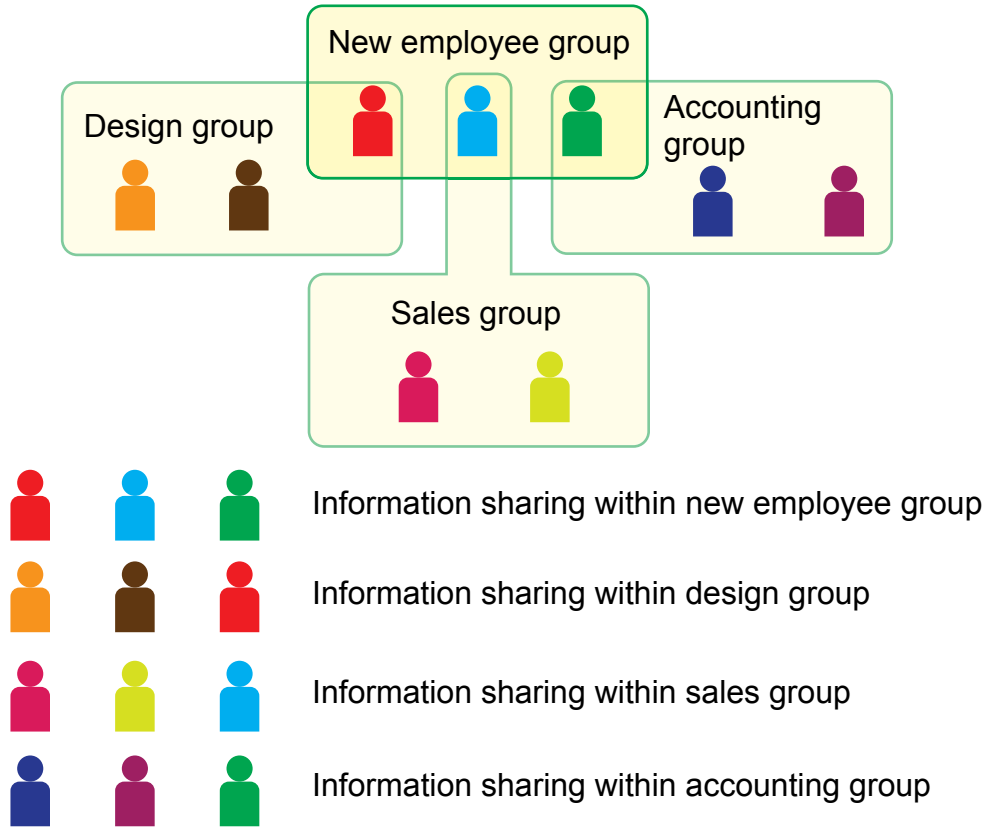 New employee group
Design group
Accounting
group
Sales group
Information sharing within new employee group
Information sharing within design group
Information sharing within sales group
Information sharing within accounting group